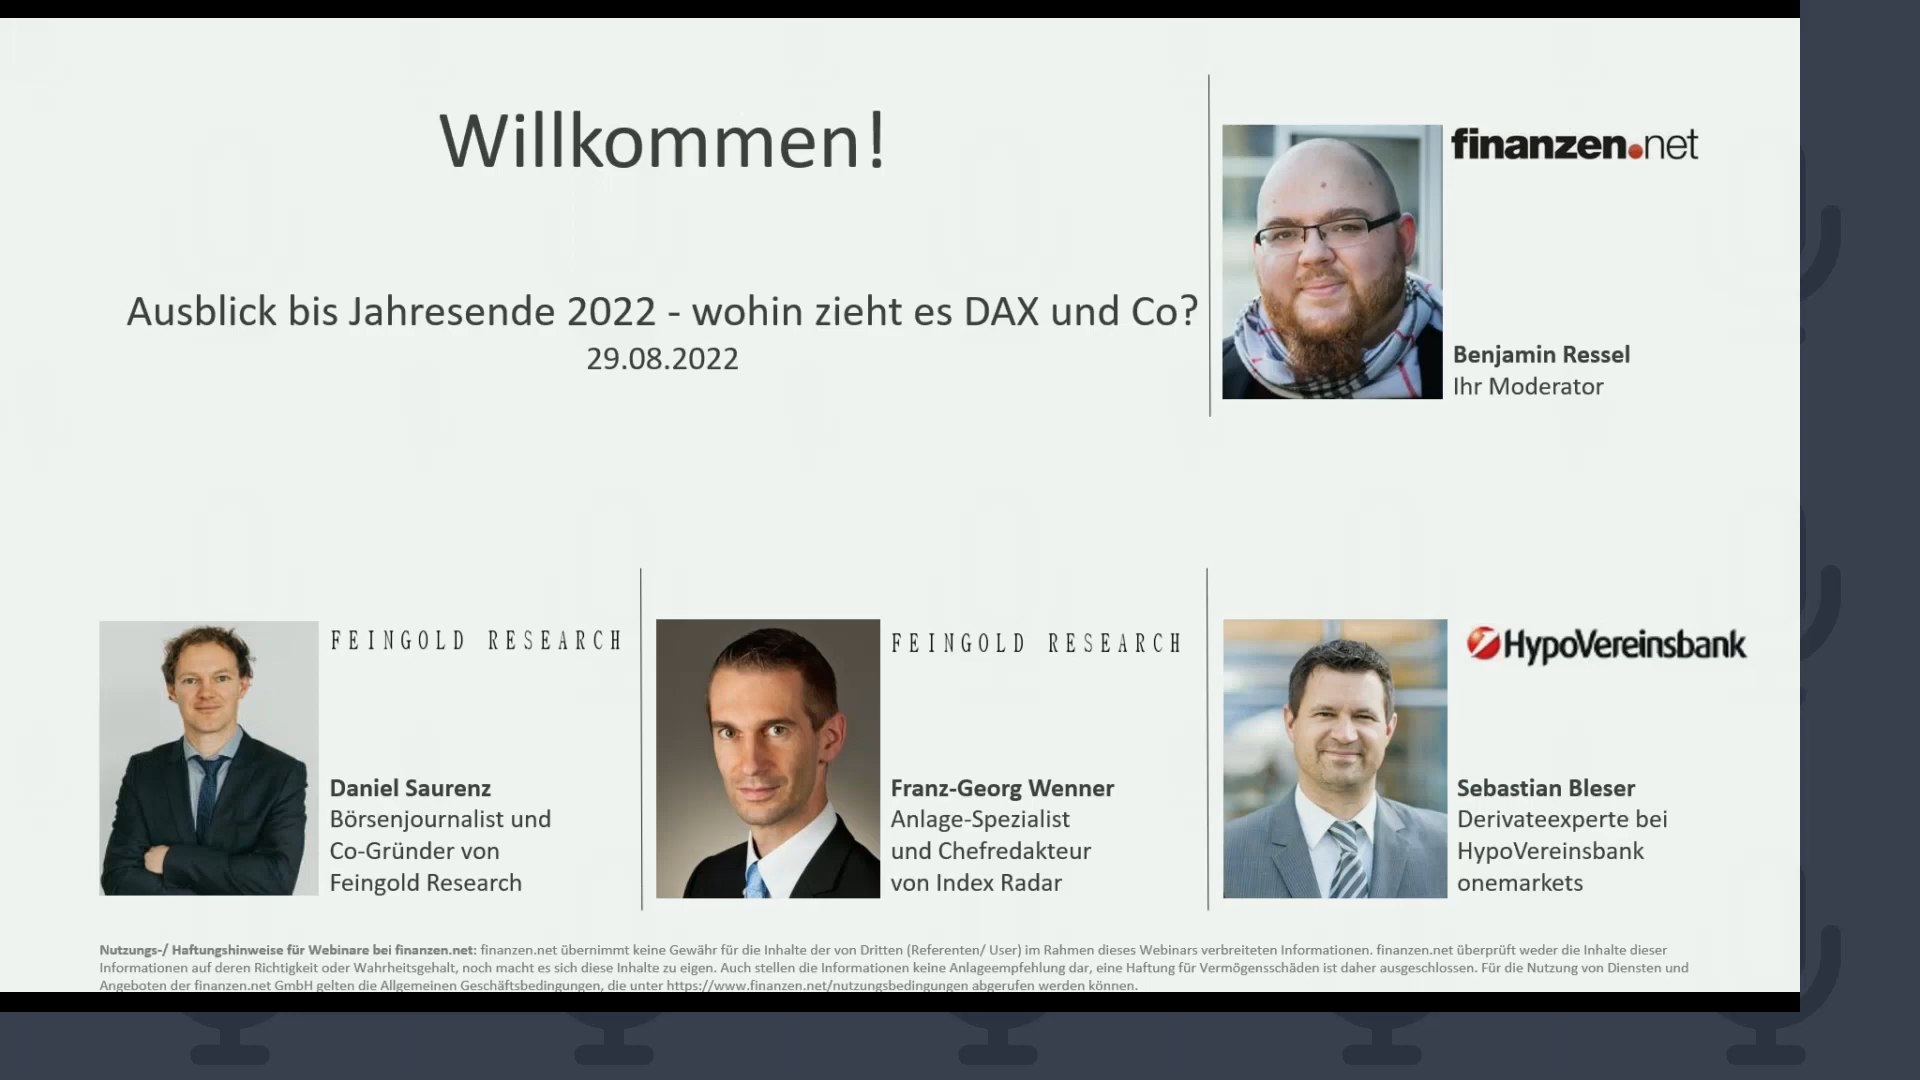 Willkommen!
Ausblick bis Jahresende 2022 - wohin zieht es DAX und Co?
29.08.2022
finanzen.net
Benjamin Ressel
Ihr Moderator
FEINGOLD RESEARCH
Daniel Saurenz
Börsenjournalist und
Co-Gründer von
Feingold Research
FEINGOLD RESEARCH
Franz-Georg Wenner
Anlage-Spezialist
und Chefredakteur
von Index Radar
HypoVereinsbank
Sebastian Bleser
Derivateexperte bei
HypoVereinsbank
onemarkets
Nutzungs-/ Haftungshinweise für Webinare bei finanzen.net: finanzen.net übernimmt keine Gewähr für die Inhalte der von Dritten (Referenten/ User) im Rahmen dieses Webinars verbreiteten Informationen. finanzen.net überprüft weder die Inhalte dieser
Informationen auf deren Richtigkeit oder Wahrheitsgehalt, noch macht es sich diese Inhalte zu eigen. Auch stellen die Informationen keine Anlageempfehlung dar, eine Haftung für Vermögensschäden ist daher ausgeschlossen. Für die Nutzung von Diensten und
Angeboten der finanzen.net GmbH gelten die Allgemeinen Geschäftsbedingungen, die unter https://www.finanzen.net/nutzungsbedingungen abgerufen werden können.